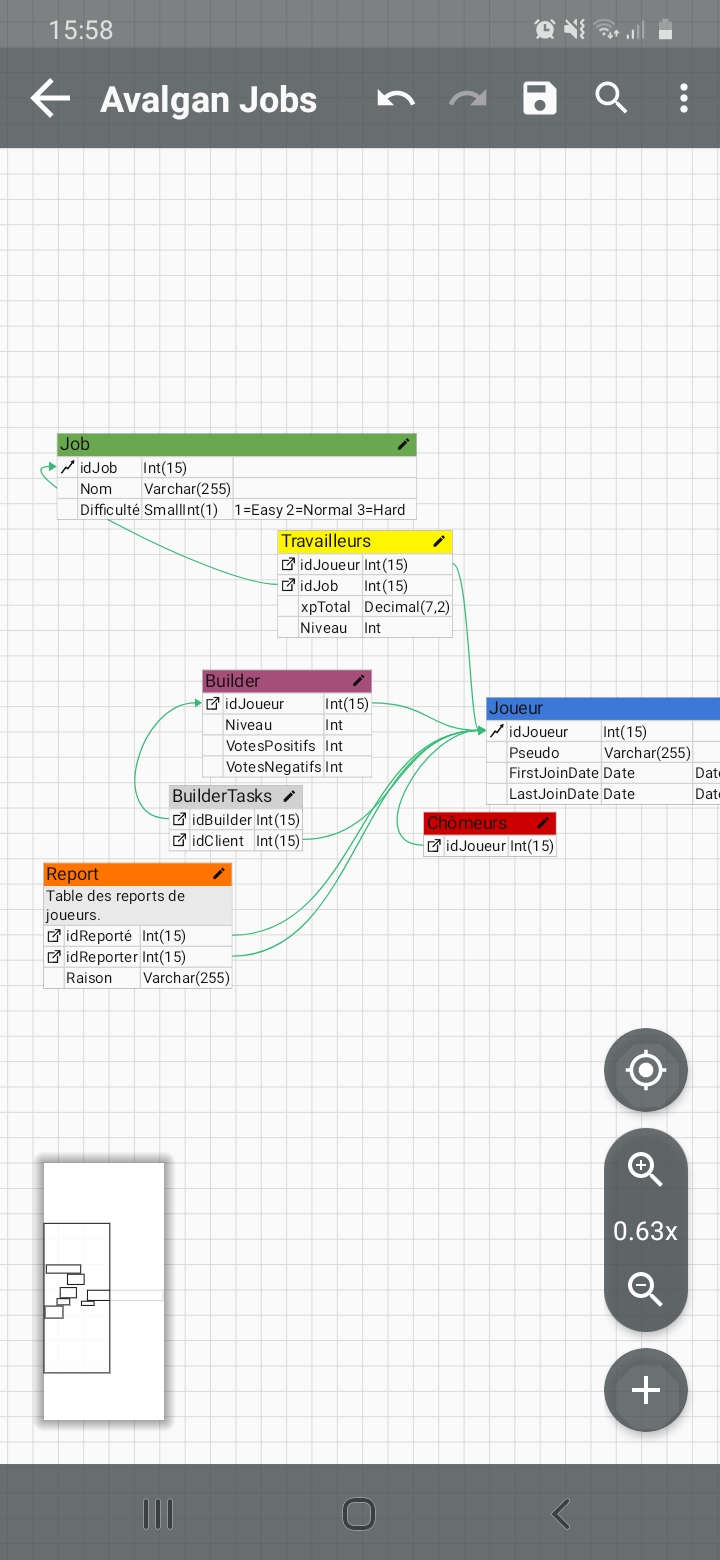 15:58
Avalgan Jobs
Job
idJob Int(15)
Nom Varchar(255)
Difficulté SmallInt(1) 1=Easy 2=Normal 3=Hard
Travailleurs
idJoueur Int(15)
idJob Int(15)
xpTotal Decimal(7,2)
Niveau Int
Builder
idJoueur Int(15)
Niveau Int
VotesPositifs Int
VotesNegatifs Int
Joueur
idJoueur Int(15)
Pseudo Varchar(255)
FirstJoinDate Date Dat
LastJoinDate Date Dat
BuilderTasks
idBuilder Int(15)
idClient Int(15)
Chômeurs
idJoueur Int(15)
Report
Table des reports de
joueurs.
idReporté Int(15)
idReporter Int(15)
Raison Varchar(255)
0.63x